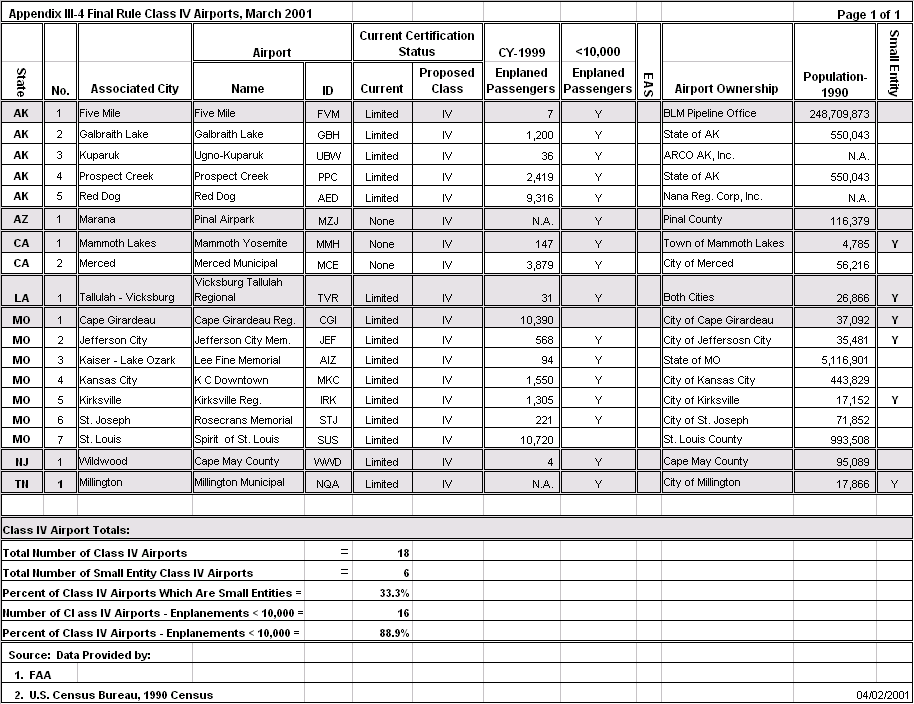 Appendix III-4 Final Rule Class IV Airports, March 2001 Page 1 of 1
State No. Associated City Airport Name ID Current Certification Status Current Proposed Class CY-1999 Enplaned Passengers <10,000 Enplaned Passengers EAS Airport Ownership Population-1990 Small Entity
AK 1 Five Mile Five Mile FVM Limited IV 7 Y BLM Pipeline Office 248,709,873
AK 2 Galbraith Lake Galbraith Lake GBH Limited IV 1,200 Y State of AK 550,043
AK 3 Kuparuk Ugno-Kuparuk UBW Limited IV 36 Y ARCO AK, Inc. N.A.
AK 4 Prospect Creek Prospect Creek PPC Limited IV 2,419 Y State of AK 550,043
AK 5 Red Dog Red Dog AED Limited IV 9,316 Y Nana Reg. Corp, Inc. N.A.
AZ 1 Marana Pinal Airpark MZJ None IV N.A. Y Pinal County 116,379
CA 1 Mammoth Lakes Mammoth Yosemite MMH None IV 147 Y Town of Mammoth Lakes 4,785 Y
CA 2 Merced Merced Municipal MCE None IV 3,879 Y City of Merced 56,216
LA 1 Tallulah - Vicksburg Vicksburg Tallulah Regional TVR Limited IV 31 Y Both Cities 26,866 Y
MO 1 Cape Girardeau Cape Girardeau Reg. CGI Limited IV 10,390 City of Cape Girardeau 37,092 Y
MO 2 Jefferson City Jefferson City Mem. JEF Limited IV 568 Y City of Jeffersosn City 35,481 Y
MO 3 Kaiser - Lake Ozark Lee Fine Memorial AIZ Limited IV 94 Y State of MO 5,116,901
MO 4 Kansas City K C Downtown MKC Limited IV 1,550 Y City of Kansas City 443,829
MO 5 Kirksville Kirksville Reg. IRK Limited IV 1,305 Y City of Kirksville 17,152 Y
MO 6 St. Joseph Rosecrans Memorial STJ Limited IV 221 Y City of St. Joseph 71,852
MO 7 St. Louis Spirit of St. Louis SUS Limited IV 10,720 St. Louis County 993,508
NJ 1 Wildwood Cape May County WWD Limited IV 4 Y Cape May County 95,089
TN 1 Millington Millington Municipal NQA Limited IV N.A. Y City of Millington 17,866 Y
Class IV Airport Totals:
Total Number of Class IV Airports = 18
Total Number of Small Entity Class IV Airports = 6
Percent of Class IV Airports Which Are Small Entities = 33.3%
Number of Cl ass IV Airports - Enplanements < 10,000 = 16
Percent of Class IV Airports - Enplanements < 10,000 = 88.9%
Source: Data Provided by:
1. FAA
2. U.S. Census Bureau, 1990 Census 04/02/2001